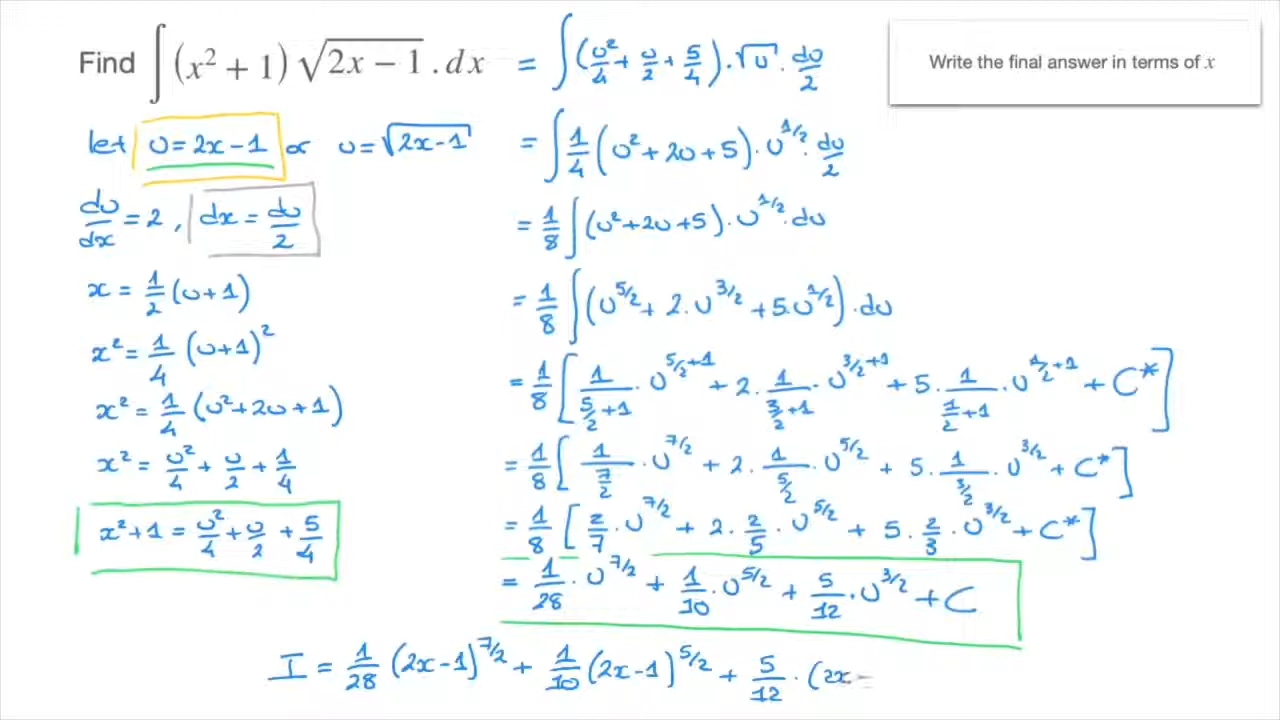 Find ∫ (x² + 1) √(2x − 1) . dx = ∫ (u²/4 + u/2 + 5/4) . √u . du/2
Write the final answer in terms of x
let u = 2x − 1 or u = √(2x − 1)
du/dx = 2 , dx = du/2
x = 1/2 (u + 1)
x² = 1/4 (u + 1)²
x² = 1/4 (u² + 2u + 1)
x² = u²/4 + u/2 + 1/4
x² + 1 = u²/4 + u/2 + 5/4
= ∫ 1/4 (u² + 2u + 5) . u^1/2 . du/2
= 1/8 ∫ (u² + 2u + 5) . u^1/2 . du
= 1/8 ∫ (u^5/2 + 2.u^3/2 + 5.u^1/2) . du
= 1/8 [ 1/(5/2 + 1) . u^(5/2 + 1) + 2 . 1/(3/2 + 1) . u^(3/2 + 1) + 5 . 1/(1/2 + 1) . u^(1/2 + 1) + C* ]
= 1/8 [ 1/(7/2) . u^7/2 + 2 . 1/(5/2) . u^5/2 + 5 . 1/(3/2) . u^3/2 + C* ]
= 1/8 [ 2/7 . u^7/2 + 2 . 2/5 . u^5/2 + 5 . 2/3 . u^3/2 + C* ]
= 1/28 . u^7/2 + 1/10 . u^5/2 + 5/12 . u^3/2 + C
I = 1/28 (2x − 1)^7/2 + 1/10 (2x − 1)^5/2 + 5/12 . (2x −